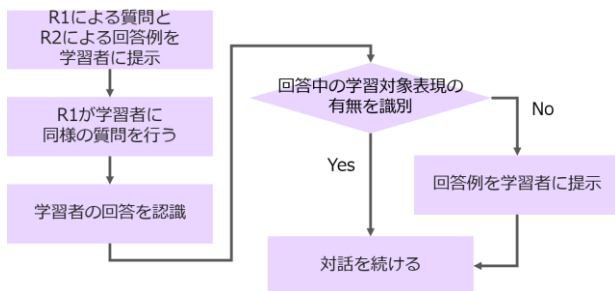 R1による質問と
R2による回答例を
学習者に提示
R1が学習者に
同様の質問を行う
学習者の回答を認識
回答中の学習対象表現の
有無を識別
No
Yes
回答例を学習者に提示
対話を続ける